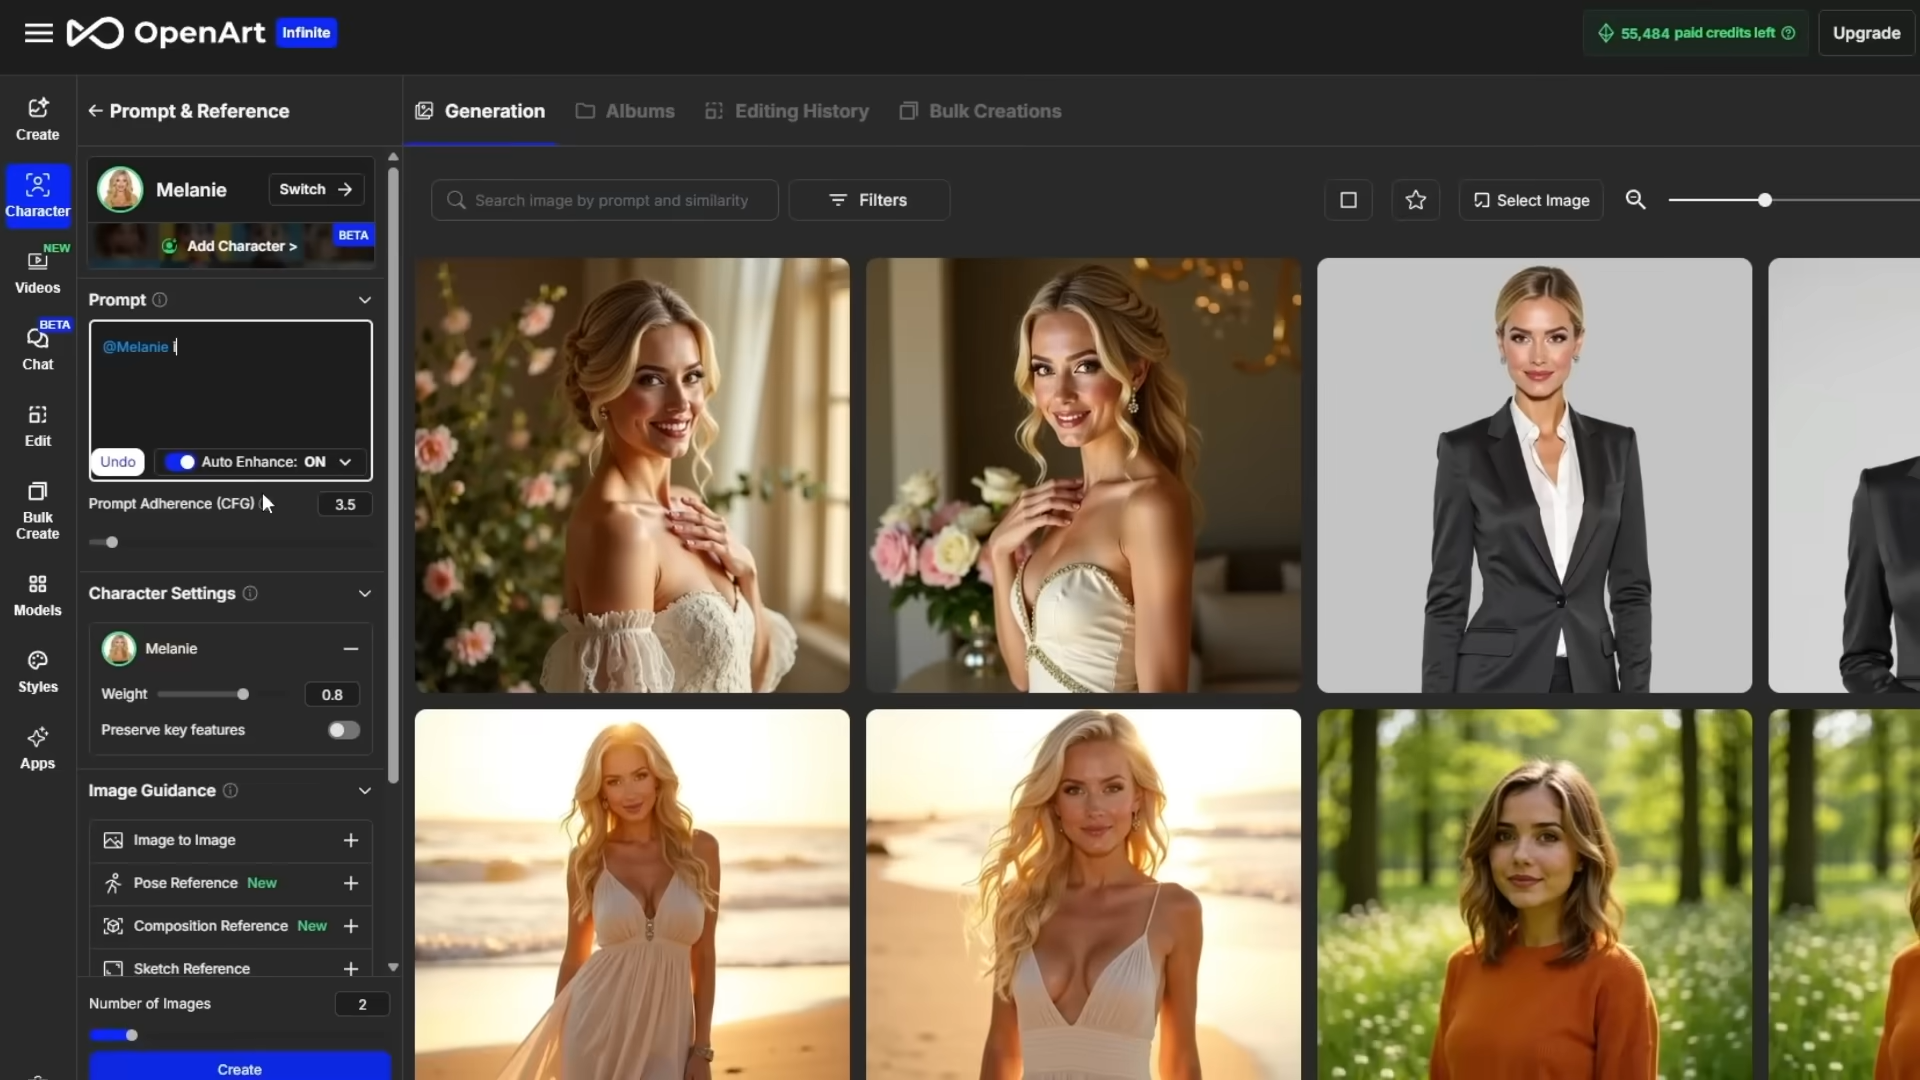 OpenArt Infinite
55,484 paid credits left
Upgrade
Create
Character
NEW
Videos
BETA
Chat
Edit
Bulk
Create
Models
Styles
Apps
Prompt & Reference
Melanie
Switch
Add Character >
BETA
Prompt
@Melanie i
Undo
Auto Enhance: ON
Prompt Adherence (CFG)
3.5
Character Settings
Melanie
Weight
0.8
Preserve key features
Image Guidance
Image to Image
Pose Reference New
Composition Reference New
Sketch Reference
Number of Images
2
Create
Generation
Albums
Editing History
Bulk Creations
Search image by prompt and similarity
Filters
Select Image